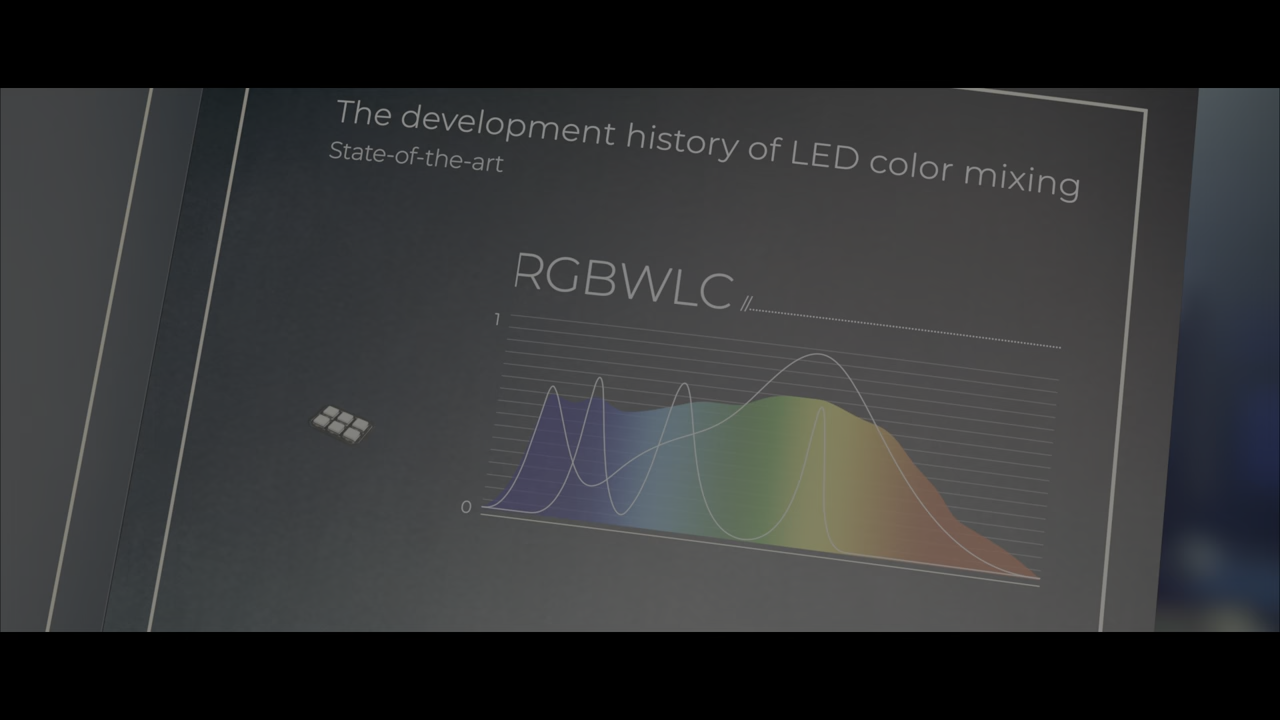 The development history of LED color mixing
State-of-the-art
RGBWLC //
1
0